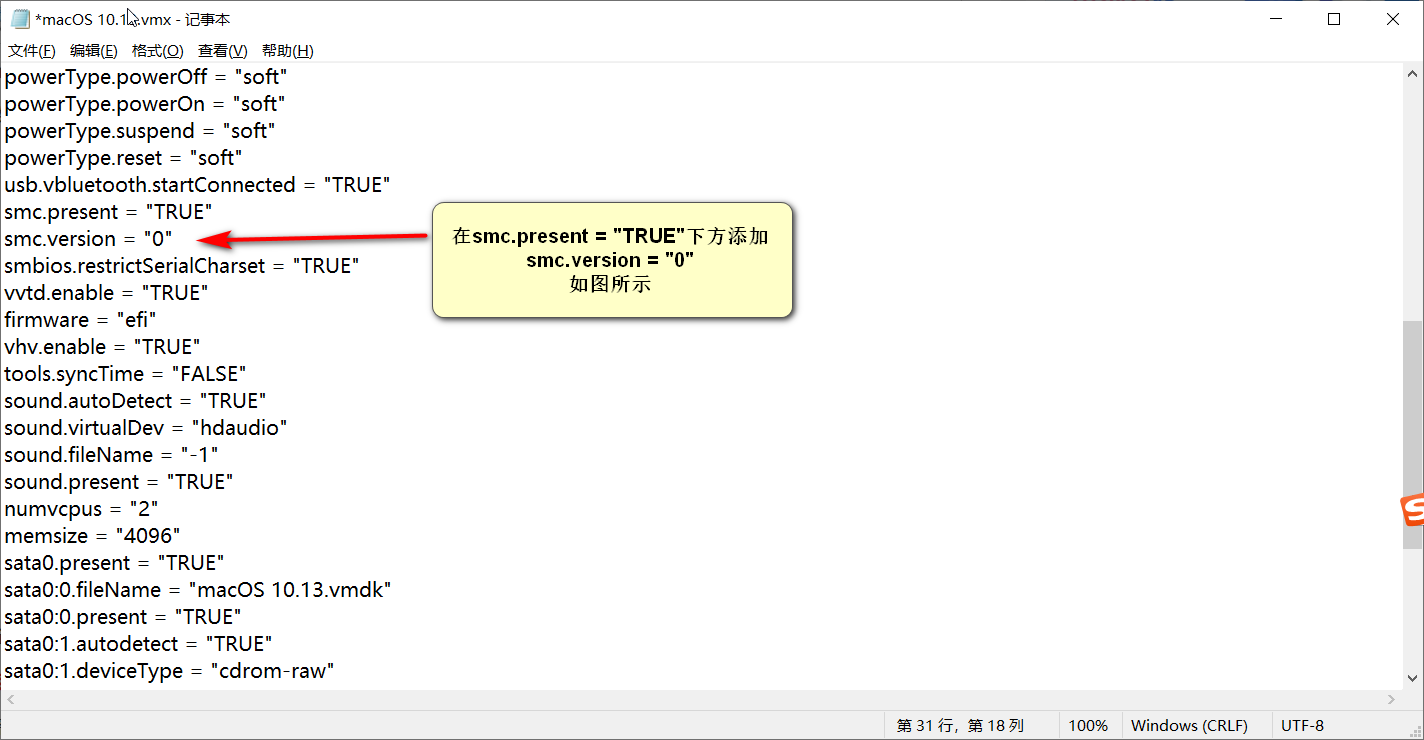 *macOS 10.1 .vmx - 记事本
文件(F) 编辑(E) 格式(O) 查看(V) 帮助(H)
powerType.powerOff = "soft"
powerType.powerOn = "soft"
powerType.suspend = "soft"
powerType.reset = "soft"
usb.vbluetooth.startConnected = "TRUE"
smc.present = "TRUE"
smc.version = "0"
smbios.restrictSerialCharset = "TRUE"
vvtd.enable = "TRUE"
firmware = "efi"
vhv.enable = "TRUE"
tools.syncTime = "FALSE"
sound.autoDetect = "TRUE"
sound.virtualDev = "hdaudio"
sound.fileName = "-1"
sound.present = "TRUE"
numvcpus = "2"
memsize = "4096"
sata0.present = "TRUE"
sata0:0.fileName = "macOS 10.13.vmdk"
sata0:0.present = "TRUE"
sata0:1.autodetect = "TRUE"
sata0:1.deviceType = "cdrom-raw"
在smc.present = "TRUE"下方添加
smc.version = "0"
如图所示
第 31 行，第 18 列 100% Windows (CRLF) UTF-8